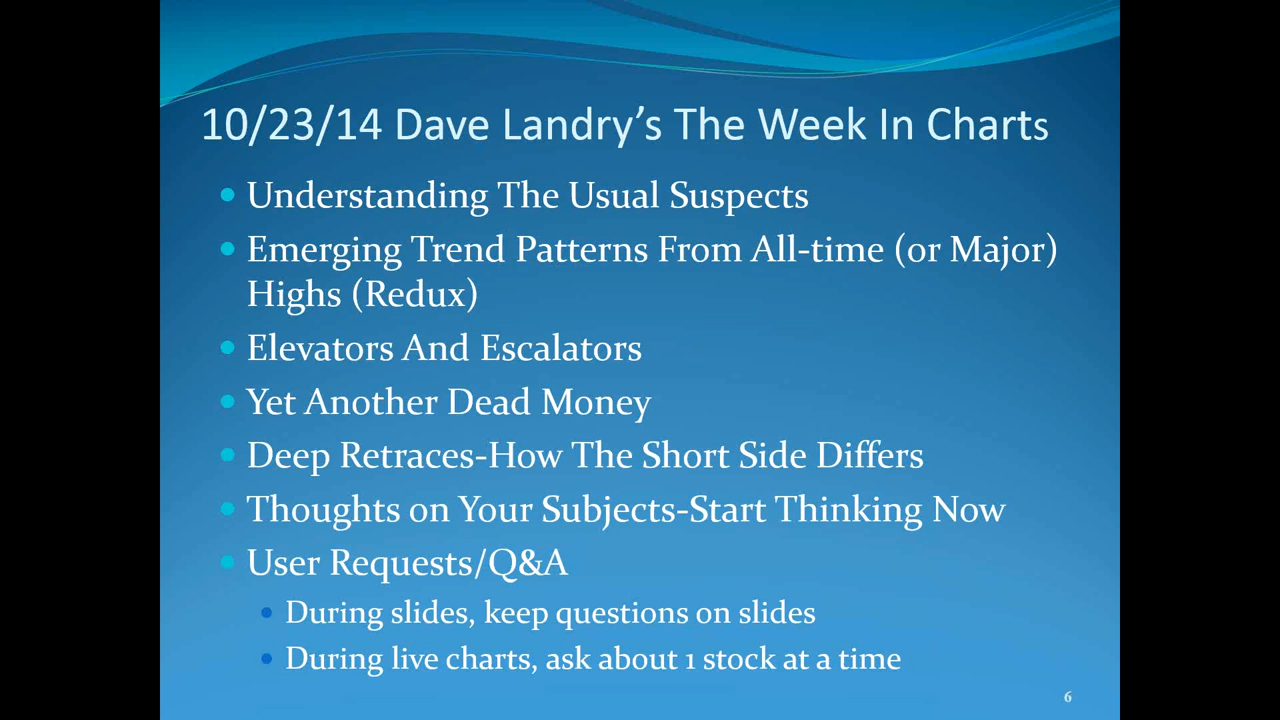 10/23/14 Dave Landry’s The Week In Charts
• Understanding The Usual Suspects
• Emerging Trend Patterns From All-time (or Major)
Highs (Redux)
• Elevators And Escalators
• Yet Another Dead Money
• Deep Retraces-How The Short Side Differs
• Thoughts on Your Subjects-Start Thinking Now
• User Requests/Q&A
• During slides, keep questions on slides
• During live charts, ask about 1 stock at a time
6